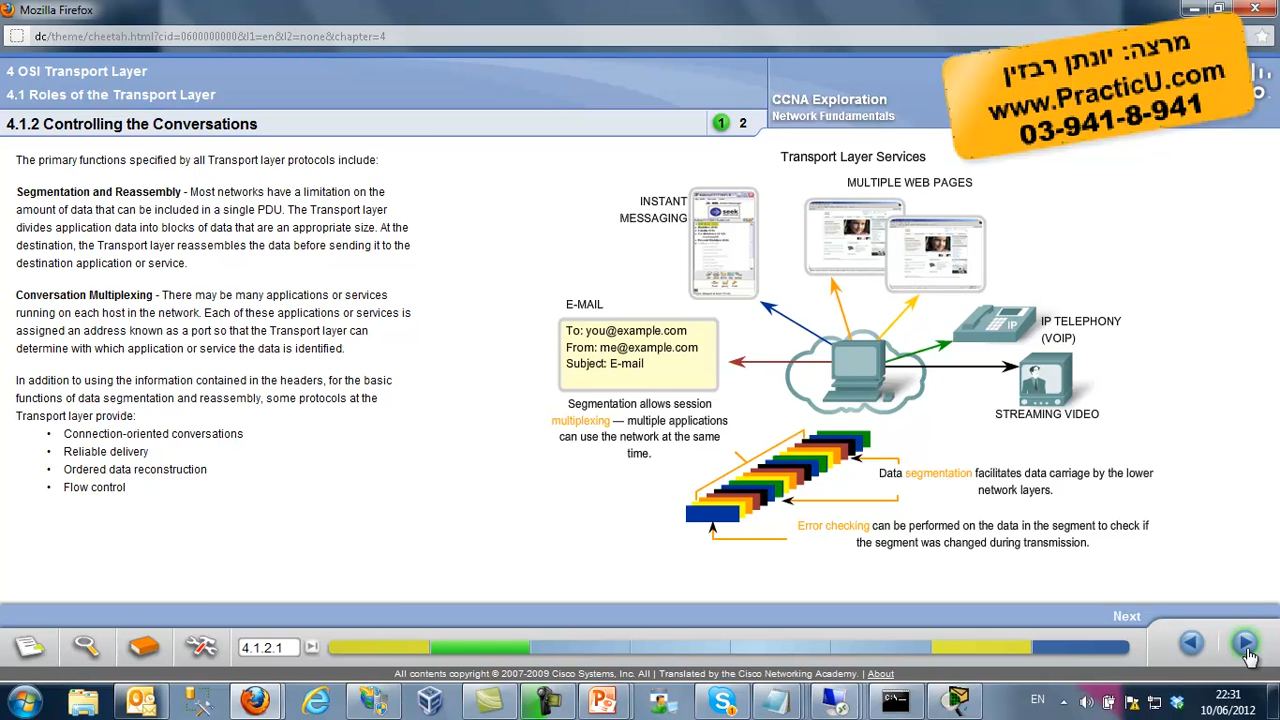 Mozilla Firefox
dc/theme/cheetah.html?cid=0600000000&l1=en&l2=none&chapter=4
מרצה: יונתן רבזין
www.PracticU.com
03-941-8-941
4 OSI Transport Layer
4.1 Roles of the Transport Layer
CCNA Exploration
Network Fundamentals
4.1.2 Controlling the Conversations
1 2
The primary functions specified by all Transport layer protocols include:
Segmentation and Reassembly - Most networks have a limitation on the
amount of data that can be included in a single PDU. The Transport layer
divides application data into blocks of data that are an appropriate size. At the
destination, the Transport layer reassembles the data before sending it to the
destination application or service.
Conversation Multiplexing - There may be many applications or services
running on each host in the network. Each of these applications or services is
assigned an address known as a port so that the Transport layer can
determine with which application or service the data is identified.
In addition to using the information contained in the headers, for the basic
functions of data segmentation and reassembly, some protocols at the
Transport layer provide:
• Connection-oriented conversations
• Reliable delivery
• Ordered data reconstruction
• Flow control
Transport Layer Services
INSTANT
MESSAGING
seek
MULTIPLE WEB PAGES
E-MAIL
To: you@example.com
From: me@example.com
Subject: E-mail
IP
IP TELEPHONY
(VOIP)
STREAMING VIDEO
Segmentation allows session
multiplexing — multiple applications
can use the network at the same
time.
Data segmentation facilitates data carriage by the lower
network layers.
Error checking can be performed on the data in the segment to check if
the segment was changed during transmission.
Next
4.1.2.1
All contents copyright © 2007-2009 Cisco Systems, Inc. All | Translated by the Cisco Networking Academy. | About
EN
22:31
10/06/2012